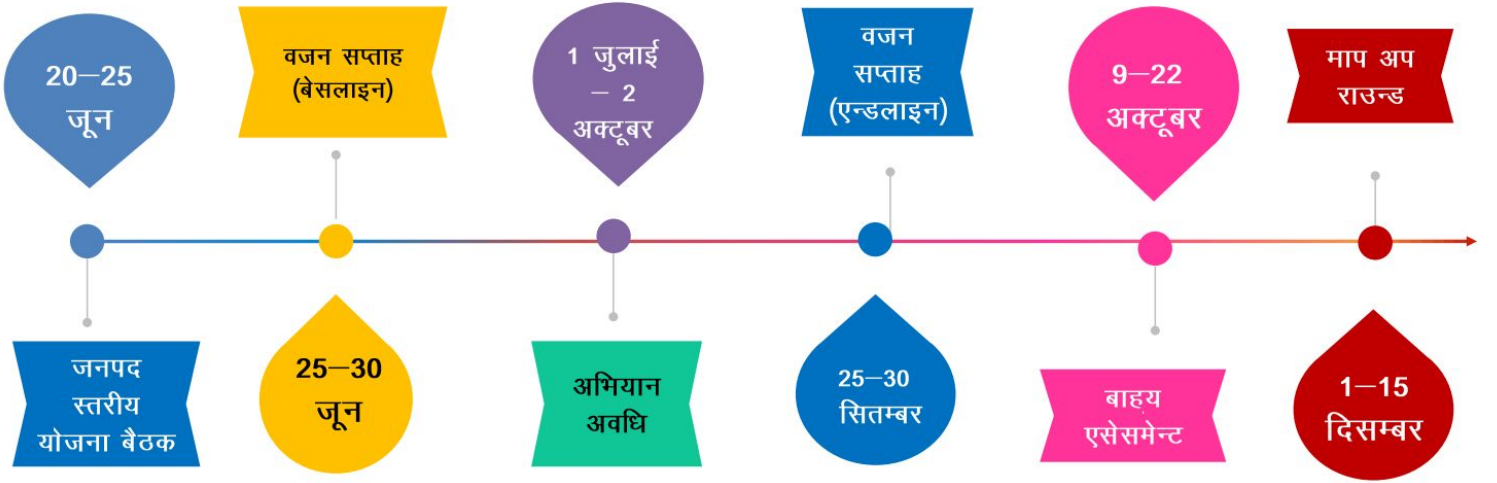 20–25
जून
जनपद
स्तरीय
योजना बैठक
वजन सप्ताह
(बेसलाइन)
25–30
जून
1 जुलाई
– 2
अक्टूबर
अभियान
अवधि
वजन
सप्ताह
(एन्डलाइन)
25–30
सितम्बर
9–22
अक्टूबर
बाह्य
एसेसमेन्ट
माप अप
राउन्ड
1–15
दिसम्बर